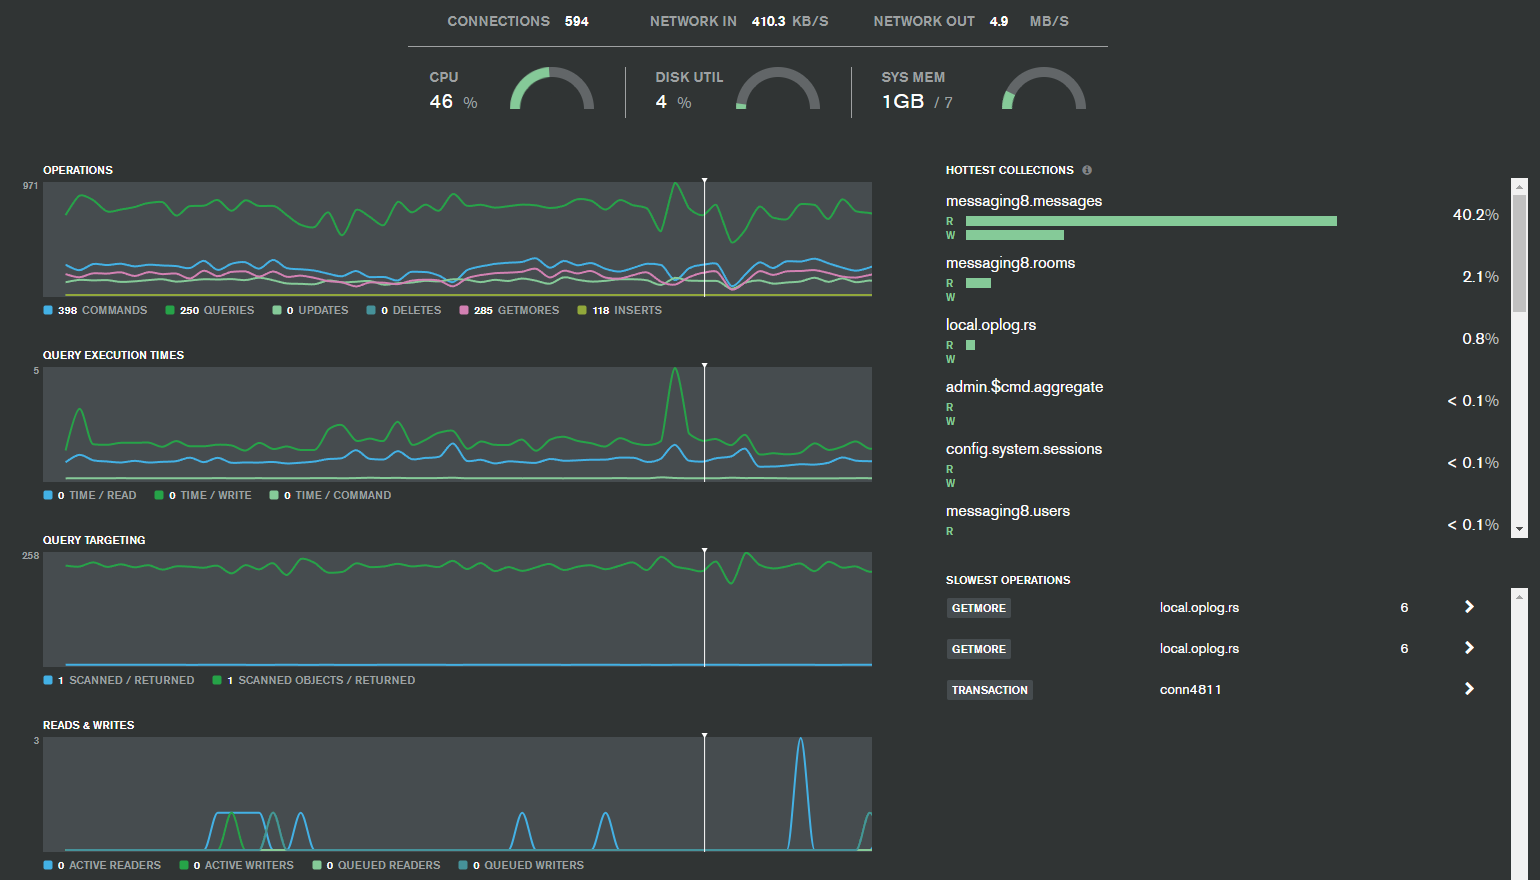 CONNECTIONS 594 NETWORK IN 410.3 KB/S NETWORK OUT 4.9 MB/S
CPU
46 %
DISK UTIL
4 %
SYS MEM
1GB / 7
OPERATIONS
971
398 COMMANDS 250 QUERIES 0 UPDATES 0 DELETES 285 GETMORES 118 INSERTS
QUERY EXECUTION TIMES
5
0 TIME / READ 0 TIME / WRITE 0 TIME / COMMAND
QUERY TARGETING
258
1 SCANNED / RETURNED 1 SCANNED OBJECTS / RETURNED
READS & WRITES
3
0 ACTIVE READERS 0 ACTIVE WRITERS 0 QUEUED READERS 0 QUEUED WRITERS
HOTTEST COLLECTIONS i
messaging8.messages
R
W
40.2%
messaging8.rooms
R
W
2.1%
local.oplog.rs
R
W
0.8%
admin.$cmd.aggregate
R
W
< 0.1%
config.system.sessions
R
W
< 0.1%
messaging8.users
R
< 0.1%
SLOWEST OPERATIONS
GETMORE local.oplog.rs 6
GETMORE local.oplog.rs 6
TRANSACTION conn4811